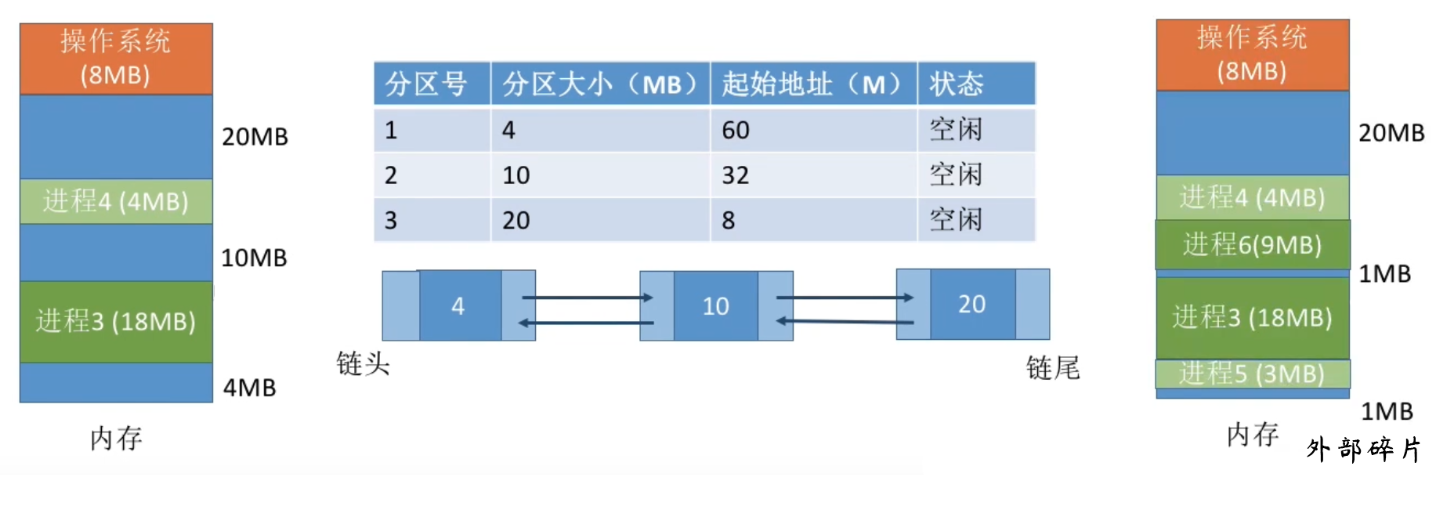 操作系统
(8MB)
20MB
进程4 (4MB)
10MB
进程3 (18MB)
4MB
内存
分区号 分区大小（MB） 起始地址（M） 状态
1 4 60 空闲
2 10 32 空闲
3 20 8 空闲
4 10 20
链头
链尾
操作系统
(8MB)
20MB
进程4 (4MB)
进程6(9MB)
1MB
进程3 (18MB)
进程5 (3MB)
1MB
内存
外部碎片